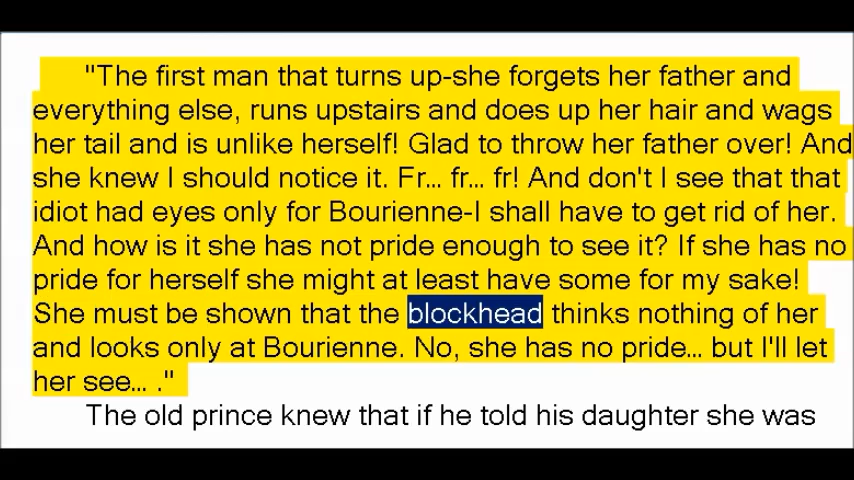 "The first man that turns up-she forgets her father and
everything else, runs upstairs and does up her hair and wags
her tail and is unlike herself! Glad to throw her father over! And
she knew I should notice it. Fr... fr... fr! And don't I see that that
idiot had eyes only for Bourienne-I shall have to get rid of her.
And how is it she has not pride enough to see it? If she has no
pride for herself she might at least have some for my sake!
She must be shown that the blockhead thinks nothing of her
and looks only at Bourienne. No, she has no pride... but I'll let
her see... ."
The old prince knew that if he told his daughter she was